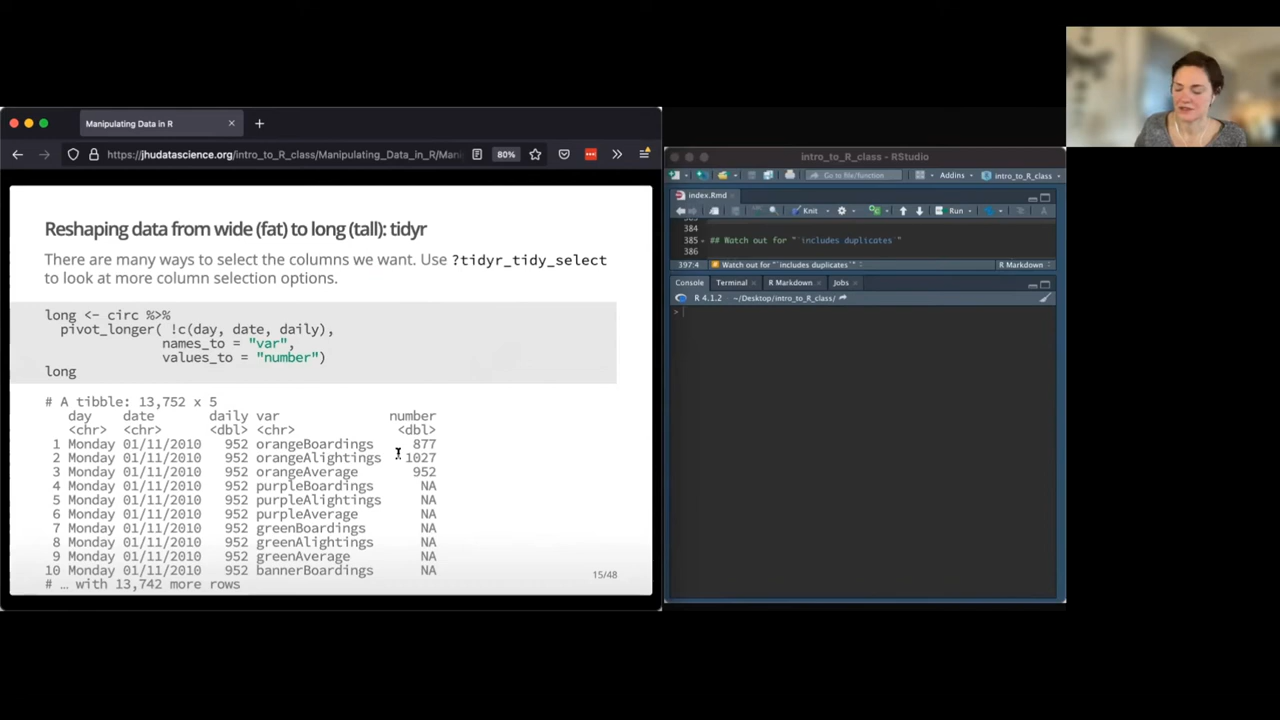 Manipulating Data in R
https://jhudatascience.org/intro_to_R_class/Manipulating_Data_in_R/Mani
80%
Reshaping data from wide (fat) to long (tall): tidyr
There are many ways to select the columns we want. Use ?tidyr_tidy_select
to look at more column selection options.
long <- circ %>%
pivot_longer( !c(day, date, daily),
names_to = "var",
values_to = "number")
long
# A tibble: 13,752 x 5
day date daily var number
<chr> <chr> <dbl> <chr> <dbl>
1 Monday 01/11/2010 952 orangeBoardings 877
2 Monday 01/11/2010 952 orangeAlightings 1027
3 Monday 01/11/2010 952 orangeAverage 952
4 Monday 01/11/2010 952 purpleBoardings NA
5 Monday 01/11/2010 952 purpleAlightings NA
6 Monday 01/11/2010 952 purpleAverage NA
7 Monday 01/11/2010 952 greenBoardings NA
8 Monday 01/11/2010 952 greenAlightings NA
9 Monday 01/11/2010 952 greenAverage NA
10 Monday 01/11/2010 952 bannerBoardings NA
# … with 13,742 more rows
15/48
intro_to_R_class - RStudio
Go to file/function
Addins
intro_to_R_class
index.Rmd
Knit
Run
384
385 ## Watch out for "`includes duplicates`"
386
397:4 Watch out for "`includes duplicates`" R Markdown
Console Terminal R Markdown Jobs
R 4.1.2 · ~/Desktop/intro_to_R_class/
>